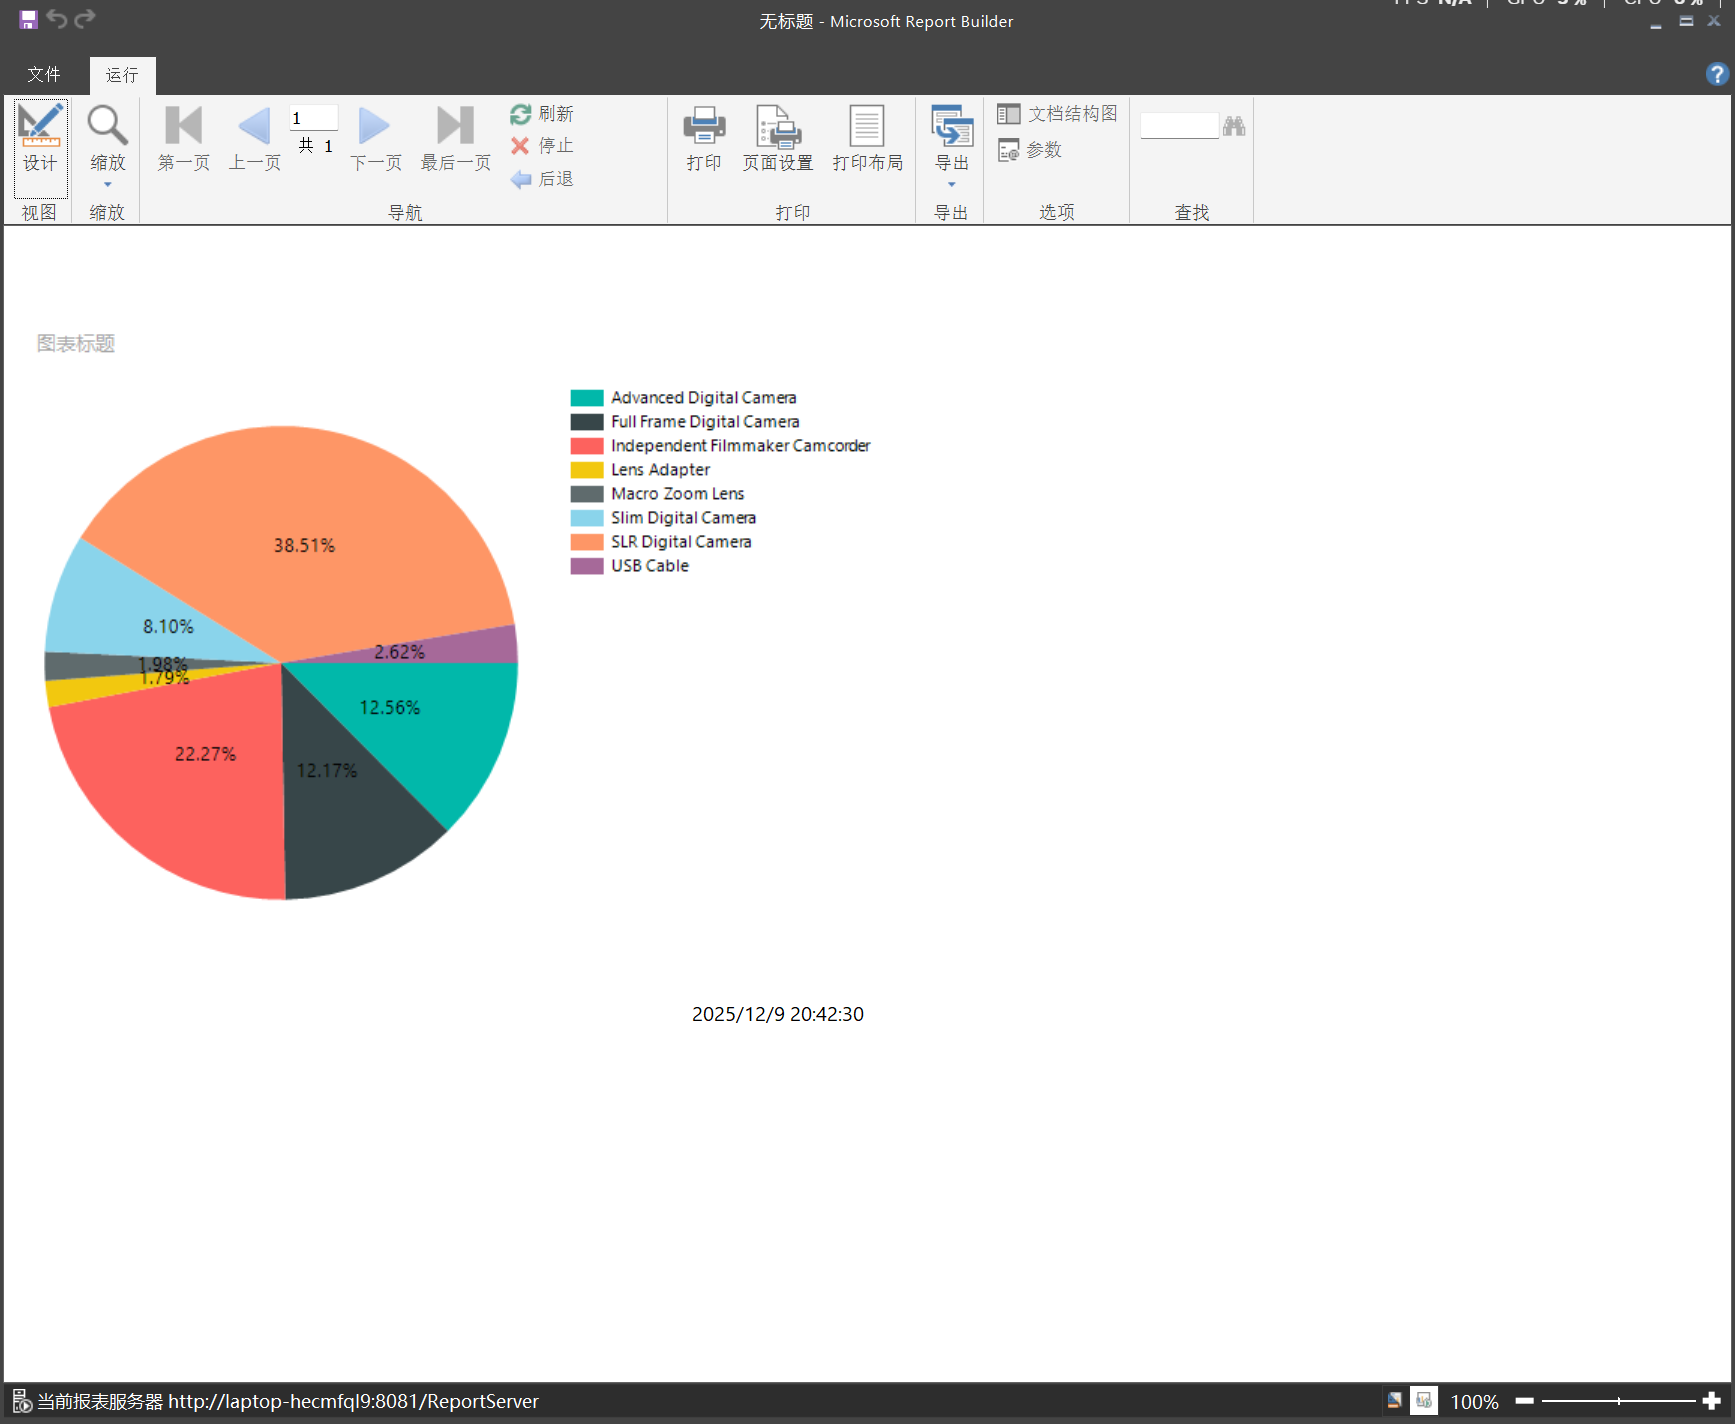 无标题 - Microsoft Report Builder
文件
运行
设计
缩放
第一页
上一页
1
共 1
下一页
最后一页
刷新
停止
后退
打印
页面设置
打印布局
导出
文档结构图
参数
视图
缩放
导航
打印
导出
选项
查找
图表标题
Advanced Digital Camera
Full Frame Digital Camera
Independent Filmmaker Camcorder
Lens Adapter
Macro Zoom Lens
Slim Digital Camera
SLR Digital Camera
USB Cable
38.51%
8.10%
2.62%
1.98%
1.79%
12.56%
22.27%
12.17%
2025/12/9 20:42:30
当前报表服务器 http://laptop-hecmfql9:8081/ReportServer
100%